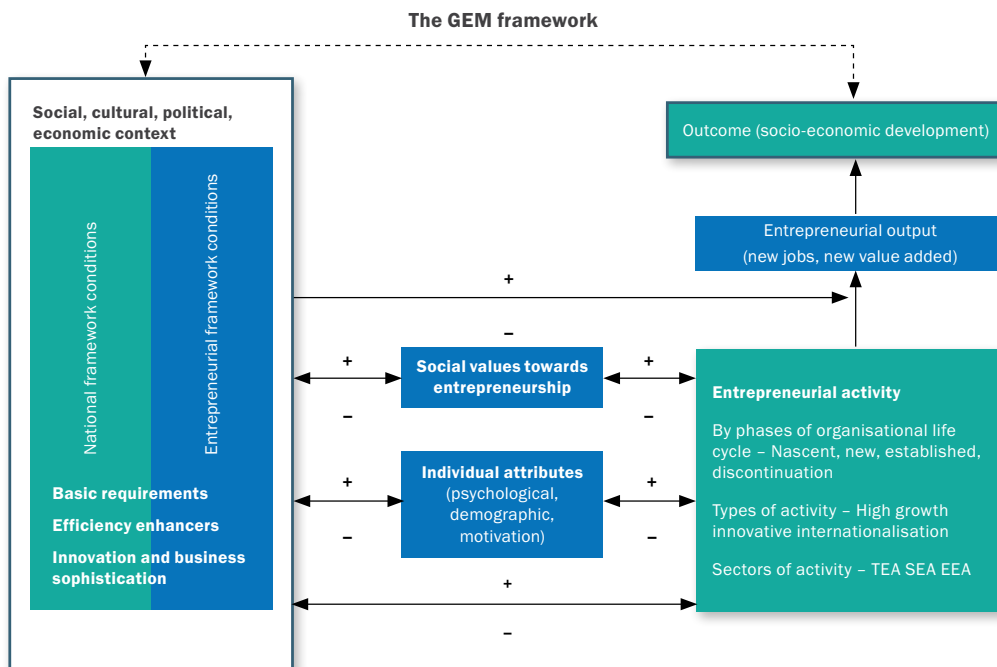 The GEM framework
Social, cultural, political,
economic context
National framework conditions
Entrepreneurial framework conditions
Basic requirements
Efficiency enhancers
Innovation and business
sophistication
Outcome (socio-economic development)
Entrepreneurial output
(new jobs, new value added)
+
–
+
Social values towards
entrepreneurship
+
–
–
+
Individual attributes
(psychological,
demographic,
motivation)
+
–
–
+
–
Entrepreneurial activity
By phases of organisational life
cycle – Nascent, new, established,
discontinuation
Types of activity – High growth
innovative internationalisation
Sectors of activity – TEA SEA EEA